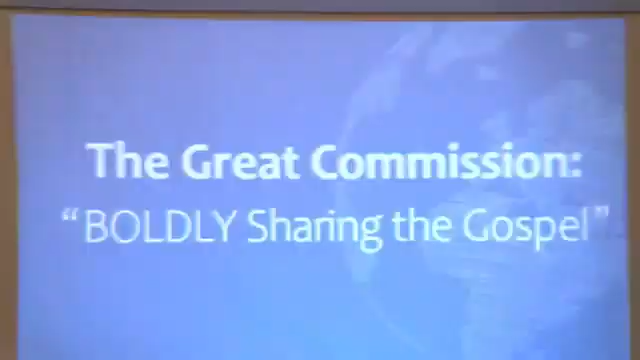 The Great Commission:
“BOLDLY Sharing the Gospel”